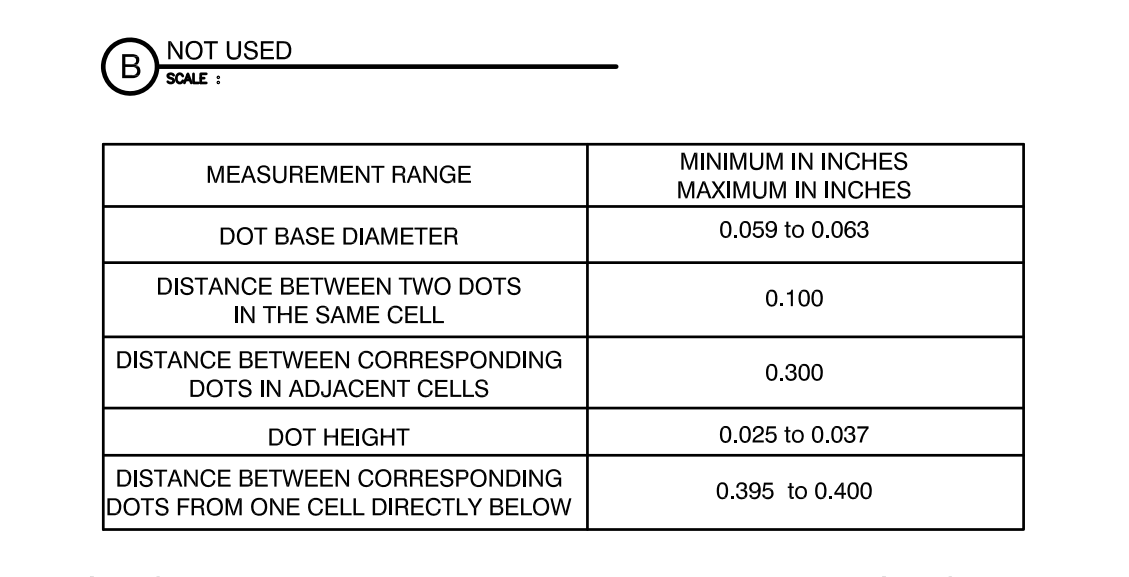 B
NOT USED
SCALE :
MEASUREMENT RANGE
MINIMUM IN INCHES
MAXIMUM IN INCHES
DOT BASE DIAMETER
0.059 to 0.063
DISTANCE BETWEEN TWO DOTS
IN THE SAME CELL
0.100
DISTANCE BETWEEN CORRESPONDING
DOTS IN ADJACENT CELLS
0.300
DOT HEIGHT
0.025 to 0.037
DISTANCE BETWEEN CORRESPONDING
DOTS FROM ONE CELL DIRECTLY BELOW
0.395 to 0.400